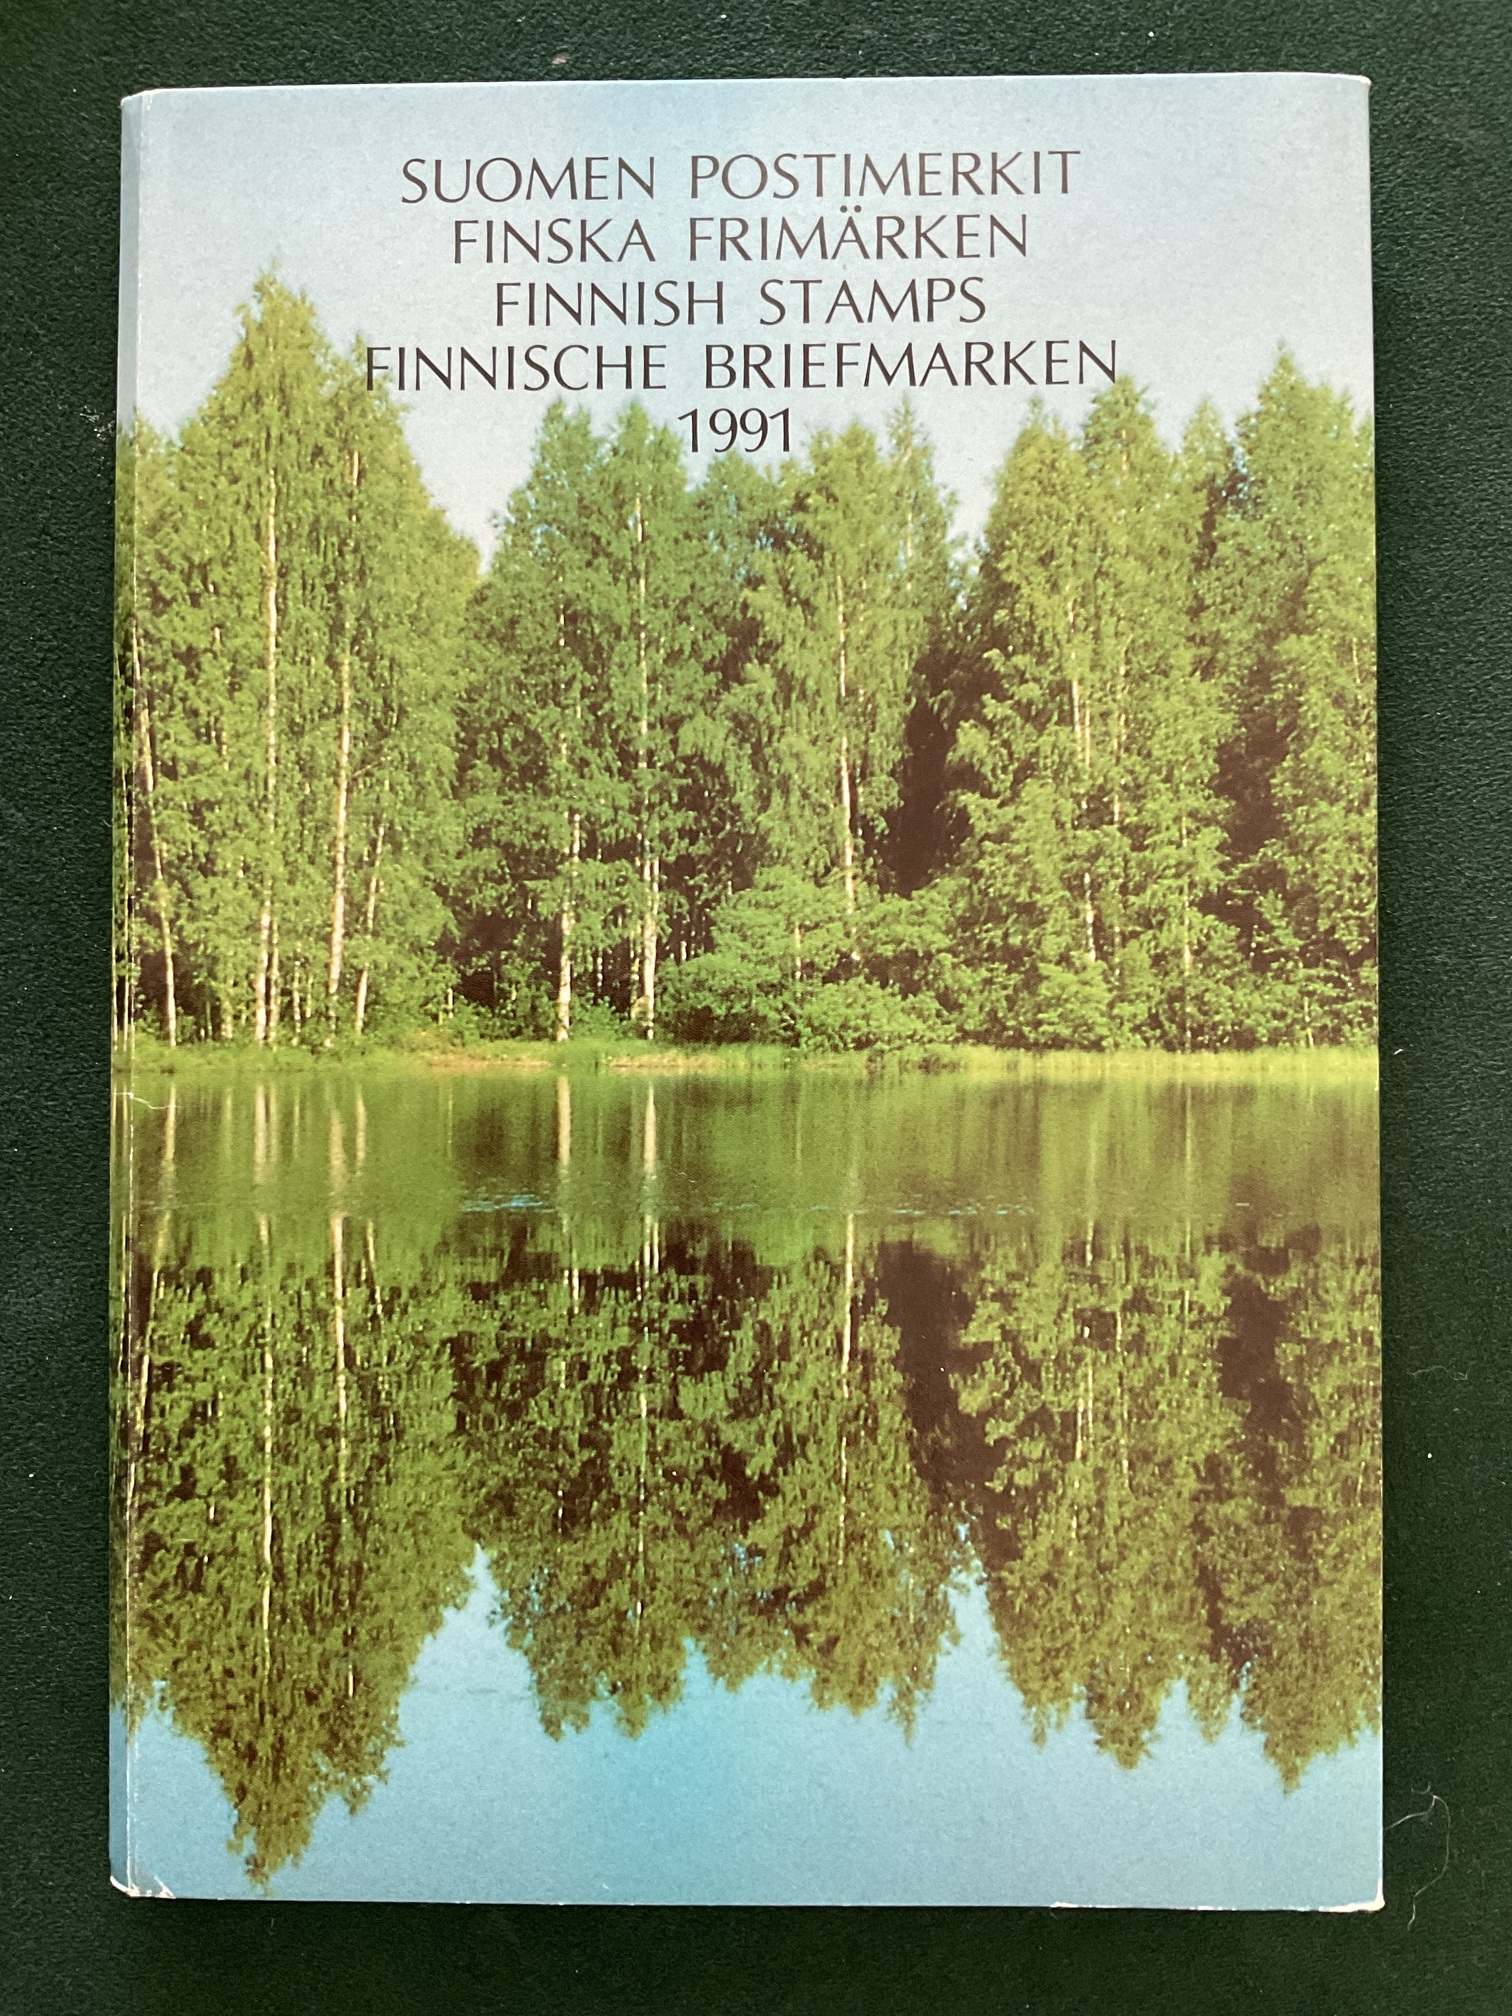 SUOMEN POSTIMERKIT
FINSKA FRIMÄRKEN
FINNISH STAMPS
FINNISCHE BRIEFMARKEN
1991